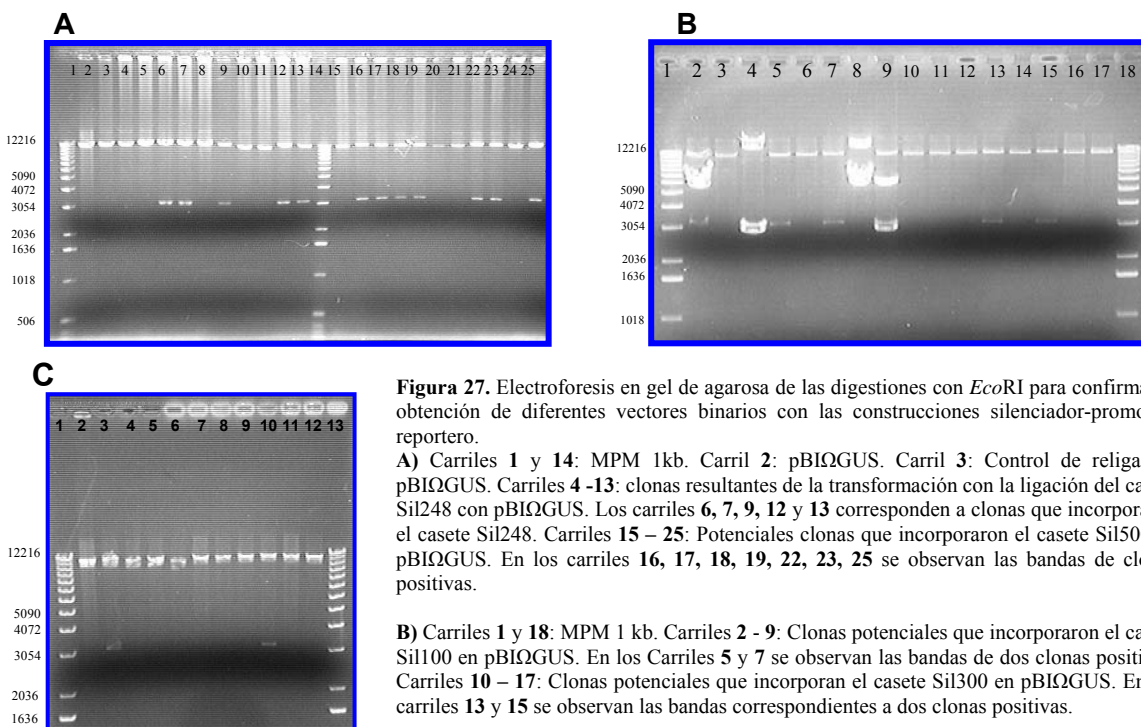 A
1 2 3 4 5 6 7 8 9 10 11 12 13 14 15 16 17 18 19 20 21 22 23 24 25
12216
5090
4072
3054
2036
1636
1018
506
B
1 2 3 4 5 6 7 8 9 10 11 12 13 14 15 16 17 18
12216
5090
4072
3054
2036
1636
1018
C
1 2 3 4 5 6 7 8 9 10 11 12 13
12216
5090
4072
3054
2036
1636
Figura 27. Electroforesis en gel de agarosa de las digestiones con EcoRI para confirma
obtención de diferentes vectores binarios con las construcciones silenciador-promo
reportero.
A) Carriles 1 y 14: MPM 1kb. Carril 2: pBIΩGUS. Carril 3: Control de religa
pBIΩGUS. Carriles 4 -13: clonas resultantes de la transformación con la ligación del ca
Sil248 con pBIΩGUS. Los carriles 6, 7, 9, 12 y 13 corresponden a clonas que incorpora
el casete Sil248. Carriles 15 – 25: Potenciales clonas que incorporaron el casete Sil50
pBIΩGUS. En los carriles 16, 17, 18, 19, 22, 23, 25 se observan las bandas de clo
positivas.
B) Carriles 1 y 18: MPM 1 kb. Carriles 2 - 9: Clonas potenciales que incorporaron el ca
Sil100 en pBIΩGUS. En los Carriles 5 y 7 se observan las bandas de dos clonas positi
Carriles 10 – 17: Clonas potenciales que incorporan el casete Sil300 en pBIΩGUS. En
carriles 13 y 15 se observan las bandas correspondientes a dos clonas positivas.